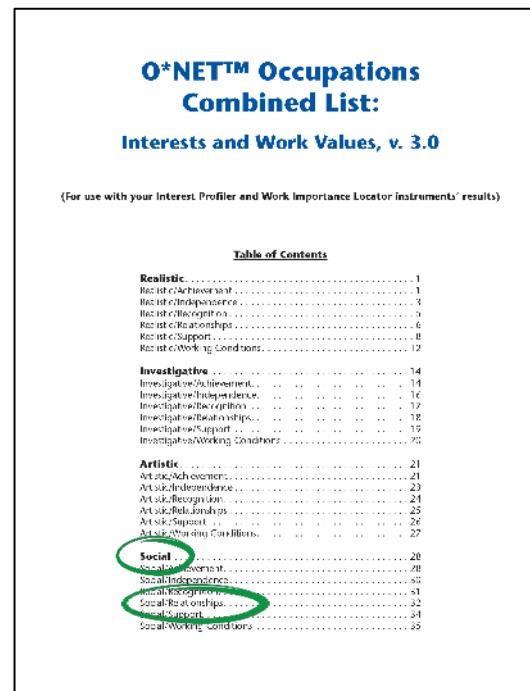 O*NET™ Occupations
Combined List:
Interests and Work Values, v. 3.0
(For use with your Interest Profiler and Work Importance Locator instruments' results)
Table of Contents
Realistic . . . . . . . . . . . . . . . . . . . . 1
Realistic/Achievement . . . . . . . . . . . . . . . . . . . . 1
Realistic/Independence . . . . . . . . . . . . . . . . . . . . 3
Realistic/Recognition . . . . . . . . . . . . . . . . . . . . 5
Realistic/Relationships . . . . . . . . . . . . . . . . . . . . 6
Realistic/Support . . . . . . . . . . . . . . . . . . . . 8
Realistic/Working Conditions . . . . . . . . . . . . . . . . . . . . 12
Investigative . . . . . . . . . . . . . . . . . . . . 14
Investigative/Achievement . . . . . . . . . . . . . . . . . . . . 14
Investigative/Independence . . . . . . . . . . . . . . . . . . . . 16
Investigative/Recognition . . . . . . . . . . . . . . . . . . . . 17
Investigative/Relationships . . . . . . . . . . . . . . . . . . . . 18
Investigative/Support . . . . . . . . . . . . . . . . . . . . 19
Investigative/Working Conditions . . . . . . . . . . . . . . . . . . . . 20
Artistic . . . . . . . . . . . . . . . . . . . . 21
Artistic/Achievement . . . . . . . . . . . . . . . . . . . . 21
Artistic/Independence . . . . . . . . . . . . . . . . . . . . 23
Artistic/Recognition . . . . . . . . . . . . . . . . . . . . 24
Artistic/Relationships . . . . . . . . . . . . . . . . . . . . 25
Artistic/Support . . . . . . . . . . . . . . . . . . . . 26
Artistic/Working Conditions . . . . . . . . . . . . . . . . . . . . 27
Social . . . . . . . . . . . . . . . . . . . . 28
Social/Achievement . . . . . . . . . . . . . . . . . . . . 28
Social/Independence . . . . . . . . . . . . . . . . . . . . 30
Social/Recognition . . . . . . . . . . . . . . . . . . . . 31
Social/Relationships . . . . . . . . . . . . . . . . . . . . 32
Social/Support . . . . . . . . . . . . . . . . . . . . 34
Social/Working Conditions . . . . . . . . . . . . . . . . . . . . 35